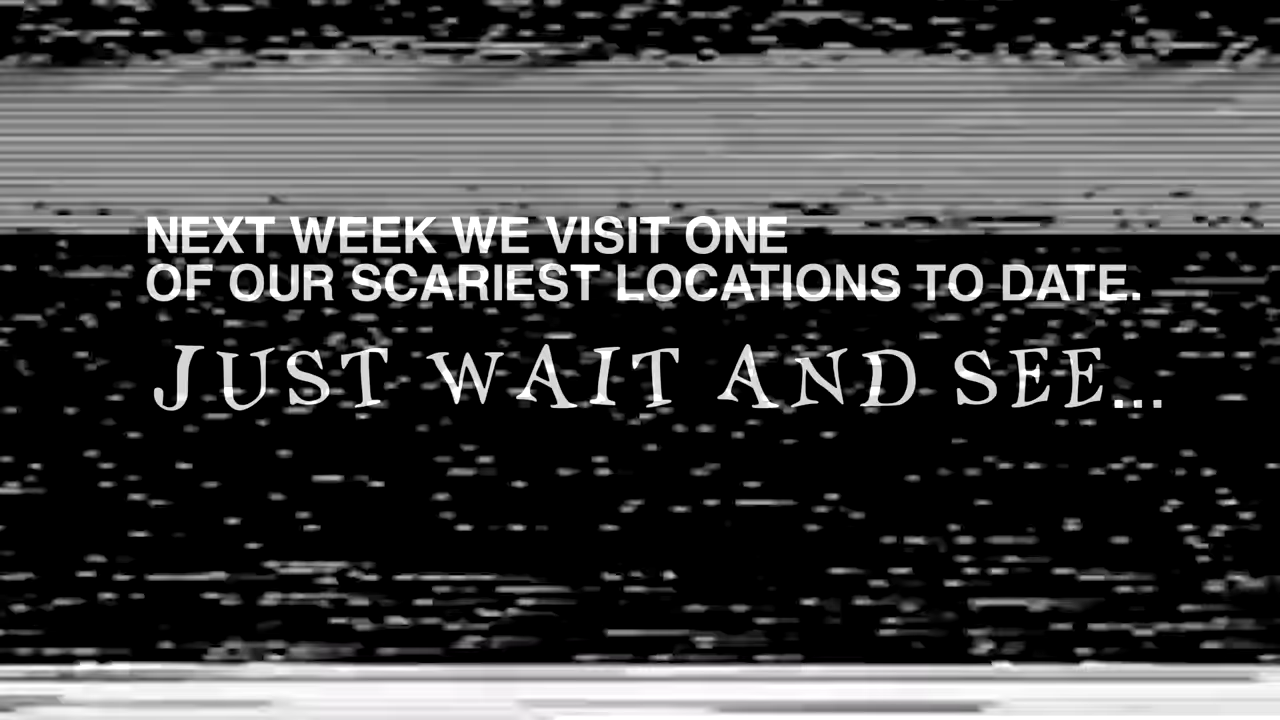 NEXT WEEK WE VISIT ONE
OF OUR SCARIEST LOCATIONS TO DATE.
JUST WAIT AND SEE...